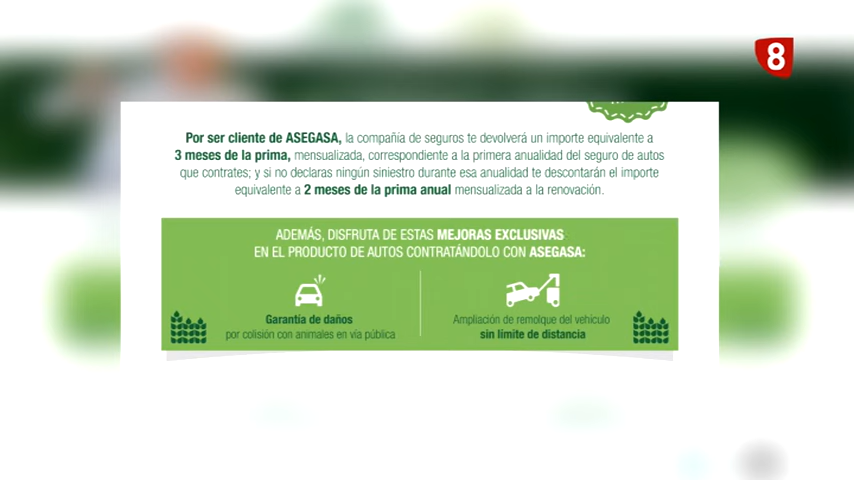 8
Por ser cliente de ASEGASA, la compañía de seguros te devolverá un importe equivalente a
3 meses de la prima, mensualizada, correspondiente a la primera anualidad del seguro de autos
que contrates; y si no declaras ningún siniestro durante esa anualidad te descontarán el importe
equivalente a 2 meses de la prima anual mensualizada a la renovación.
ADEMÁS, DISFRUTA DE ESTAS MEJORAS EXCLUSIVAS
EN EL PRODUCTO DE AUTOS CONTRATÁNDOLO CON ASEGASA:
Garantía de daños
por colisión con animales en vía pública
Ampliación de remolque del vehículo
sin límite de distancia